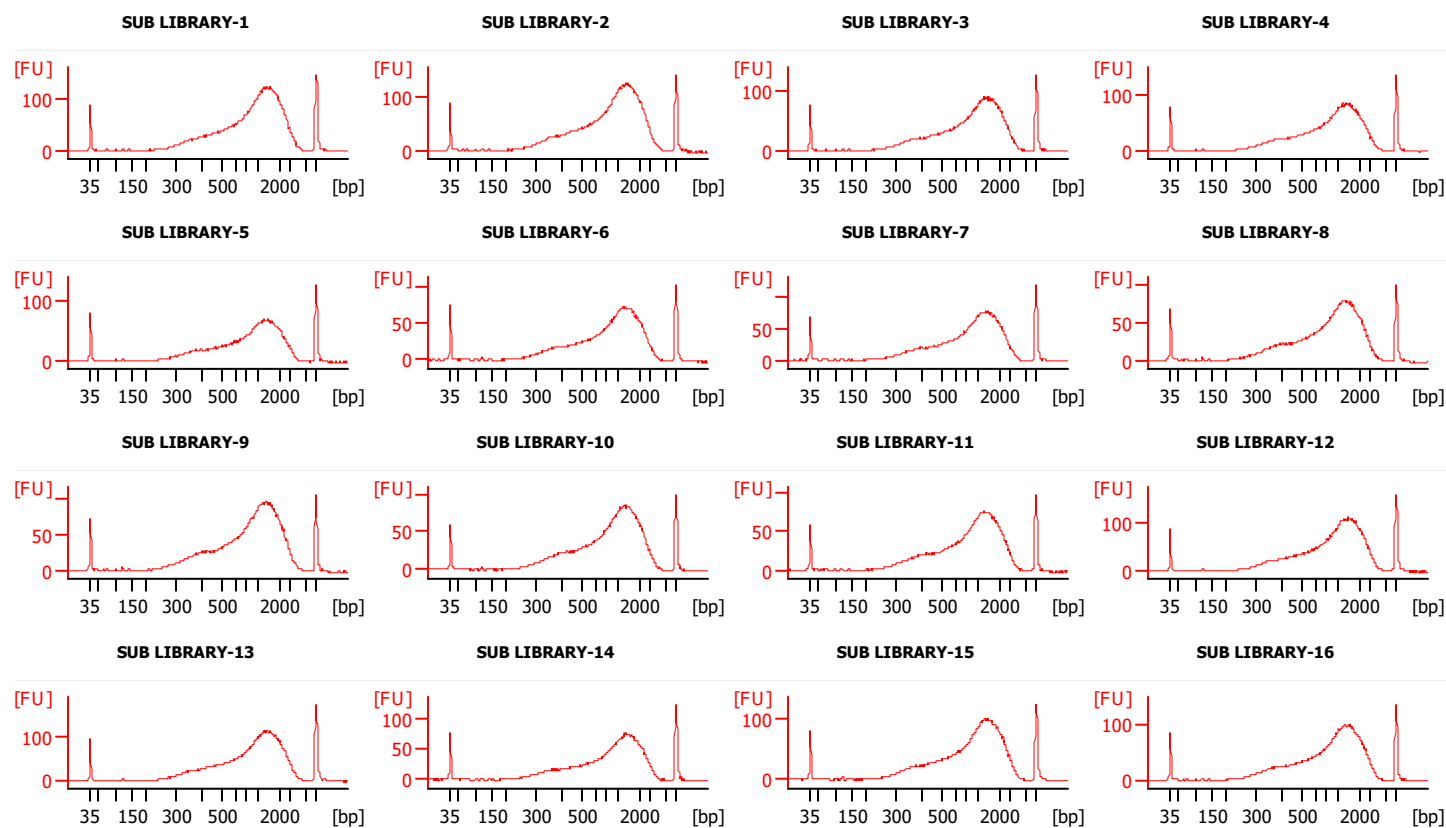 SUB LIBRARY-1 SUB LIBRARY-2 SUB LIBRARY-3 SUB LIBRARY-4
[FU] [FU] [FU] [FU]
100 100 100 100
0 0 0 0
35 150 300 500 2000 [bp] 35 150 300 500 2000 [bp] 35 150 300 500 2000 [bp] 35 150 300 500 2000 [bp]
SUB LIBRARY-5 SUB LIBRARY-6 SUB LIBRARY-7 SUB LIBRARY-8
[FU] [FU] [FU] [FU]
100 50 50 50
0 0 0 0
35 150 300 500 2000 [bp] 35 150 300 500 2000 [bp] 35 150 300 500 2000 [bp] 35 150 300 500 2000 [bp]
SUB LIBRARY-9 SUB LIBRARY-10 SUB LIBRARY-11 SUB LIBRARY-12
[FU] [FU] [FU] [FU]
50 50 50 100
0 0 0 0
35 150 300 500 2000 [bp] 35 150 300 500 2000 [bp] 35 150 300 500 2000 [bp] 35 150 300 500 2000 [bp]
SUB LIBRARY-13 SUB LIBRARY-14 SUB LIBRARY-15 SUB LIBRARY-16
[FU] [FU] [FU] [FU]
100 100 100 100
50
0 0 0 0
35 150 300 500 2000 [bp] 35 150 300 500 2000 [bp] 35 150 300 500 2000 [bp] 35 150 300 500 2000 [bp]